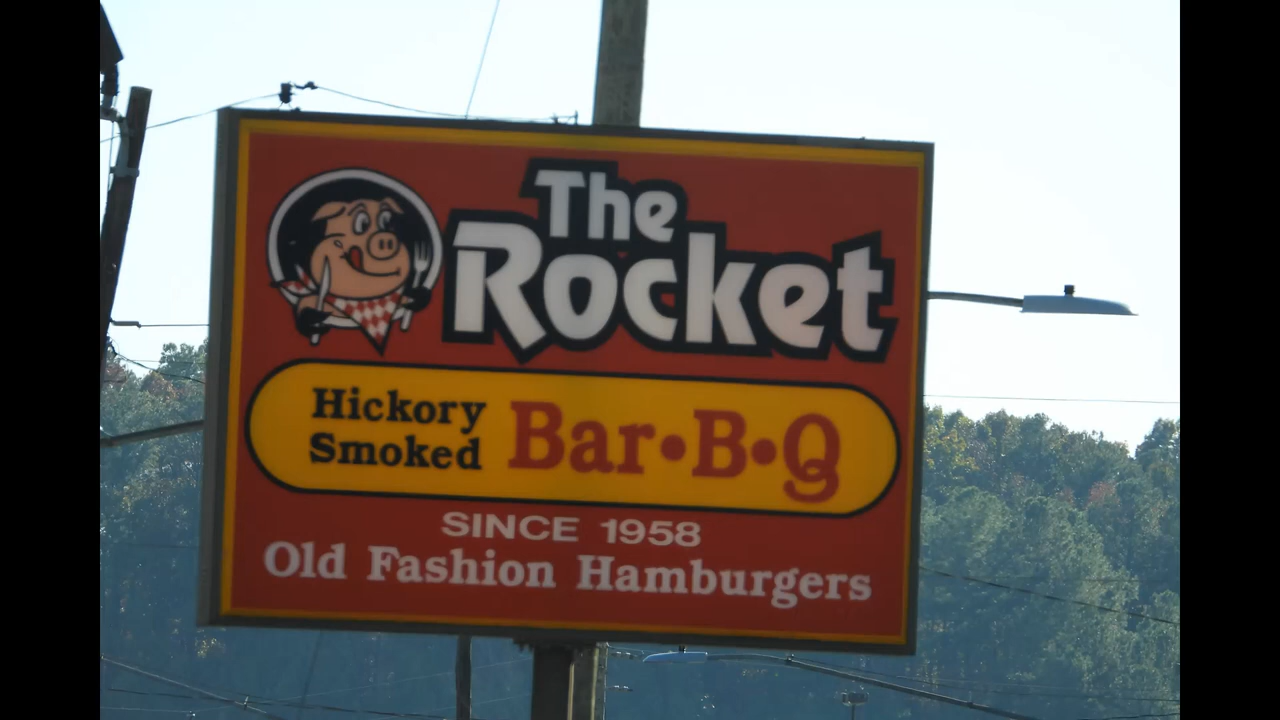 The
Rocket
Hickory
Smoked
Bar•B•Q
SINCE 1958
Old Fashion Hamburgers